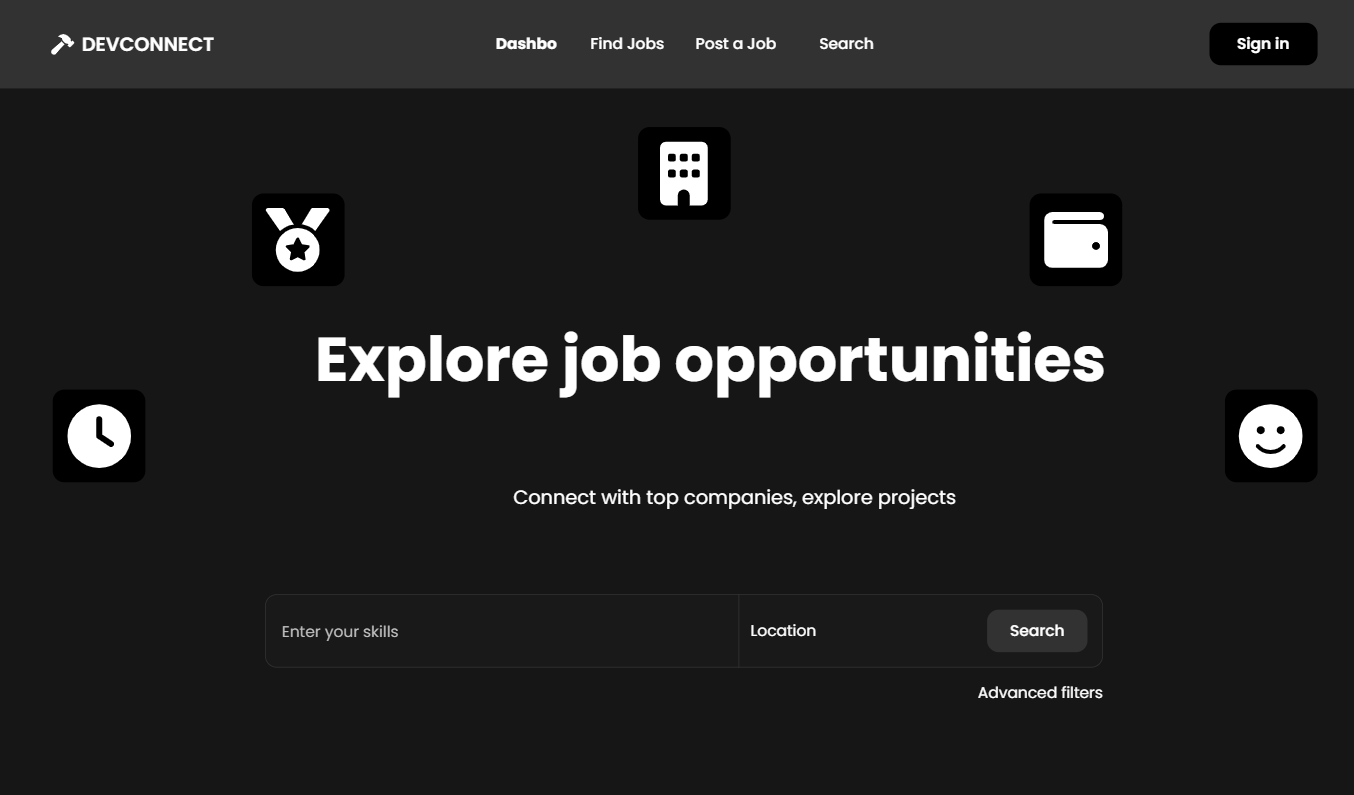 DEVCONNECT
Dashbo Find Jobs Post a Job Search
Sign in
Explore job opportunities
Connect with top companies, explore projects
Enter your skills
Location
Search
Advanced filters